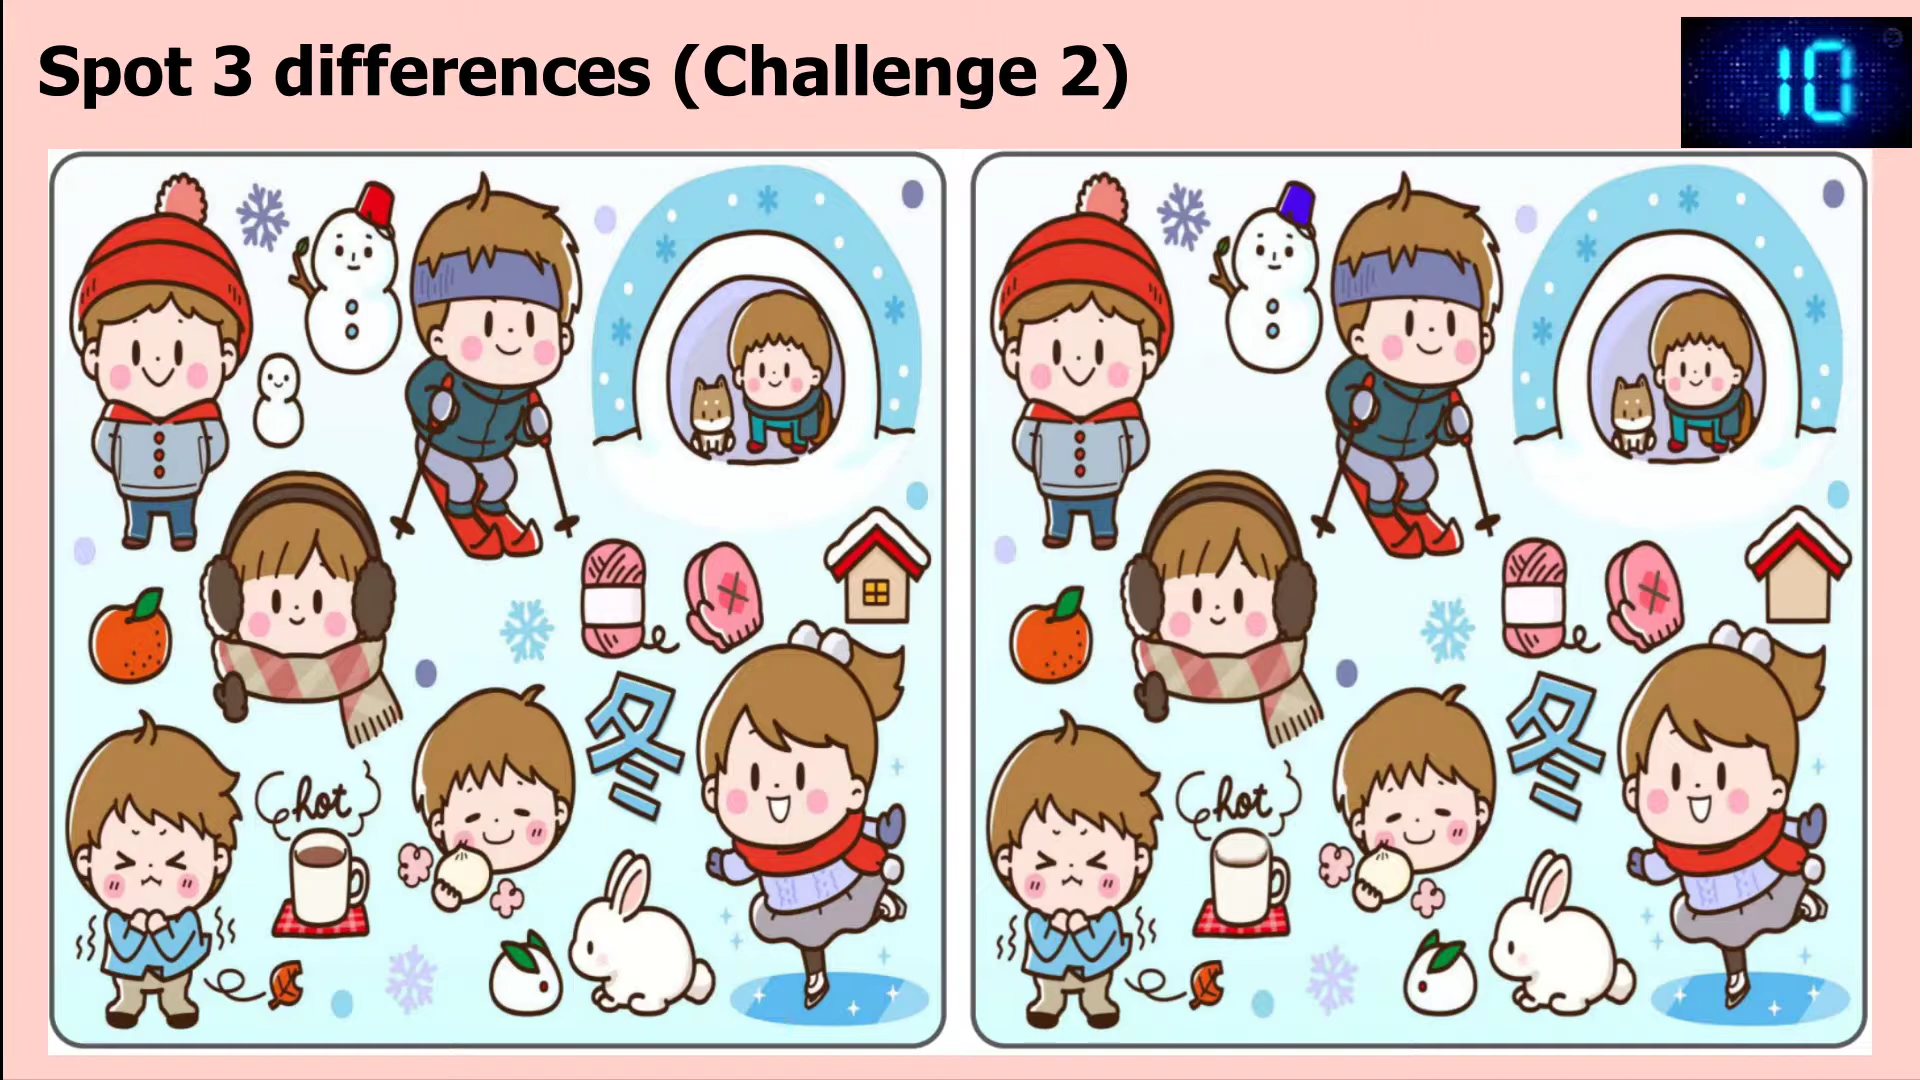 Spot 3 differences (Challenge 2)
10
hot
hot
冬
冬